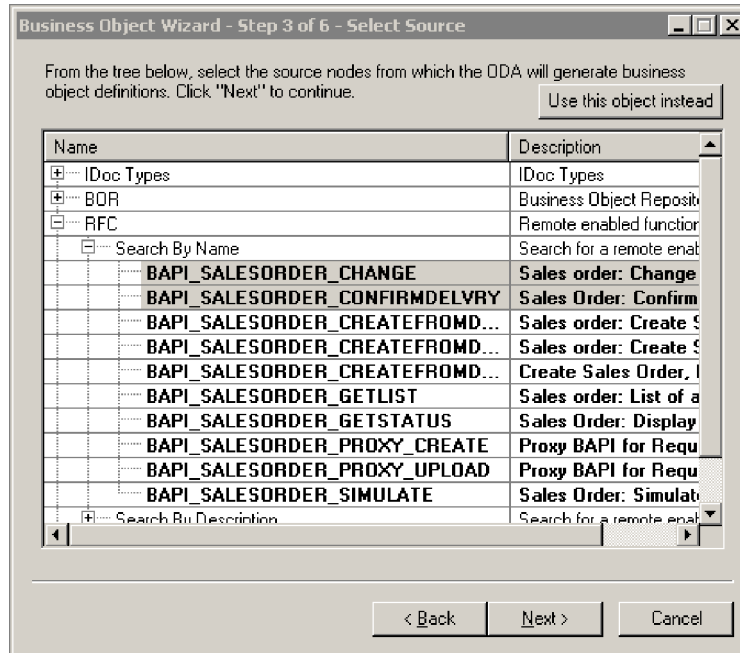 Business Object Wizard - Step 3 of 6 - Select Source
From the tree below, select the source nodes from which the ODA will generate business
object definitions. Click "Next" to continue.
Use this object instead
Name Description
IDoc Types IDoc Types
BOR Business Object Reposit
RFC Remote enabled function
Search By Name Search for a remote enab
BAPI_SALESORDER_CHANGE Sales order: Change
BAPI_SALESORDER_CONFIRMDELVRY Sales Order: Confirm
BAPI_SALESORDER_CREATEFROMD... Sales order: Create S
BAPI_SALESORDER_CREATEFROMD... Sales order: Create S
BAPI_SALESORDER_CREATEFROMD... Create Sales Order,
BAPI_SALESORDER_GETLIST Sales order: List of a
BAPI_SALESORDER_GETSTATUS Sales Order: Display
BAPI_SALESORDER_PROXY_CREATE Proxy BAPI for Requ
BAPI_SALESORDER_PROXY_UPLOAD Proxy BAPI for Requ
BAPI_SALESORDER_SIMULATE Sales Order: Simulat
Search By Description Search for a remote enab
< Back Next > Cancel